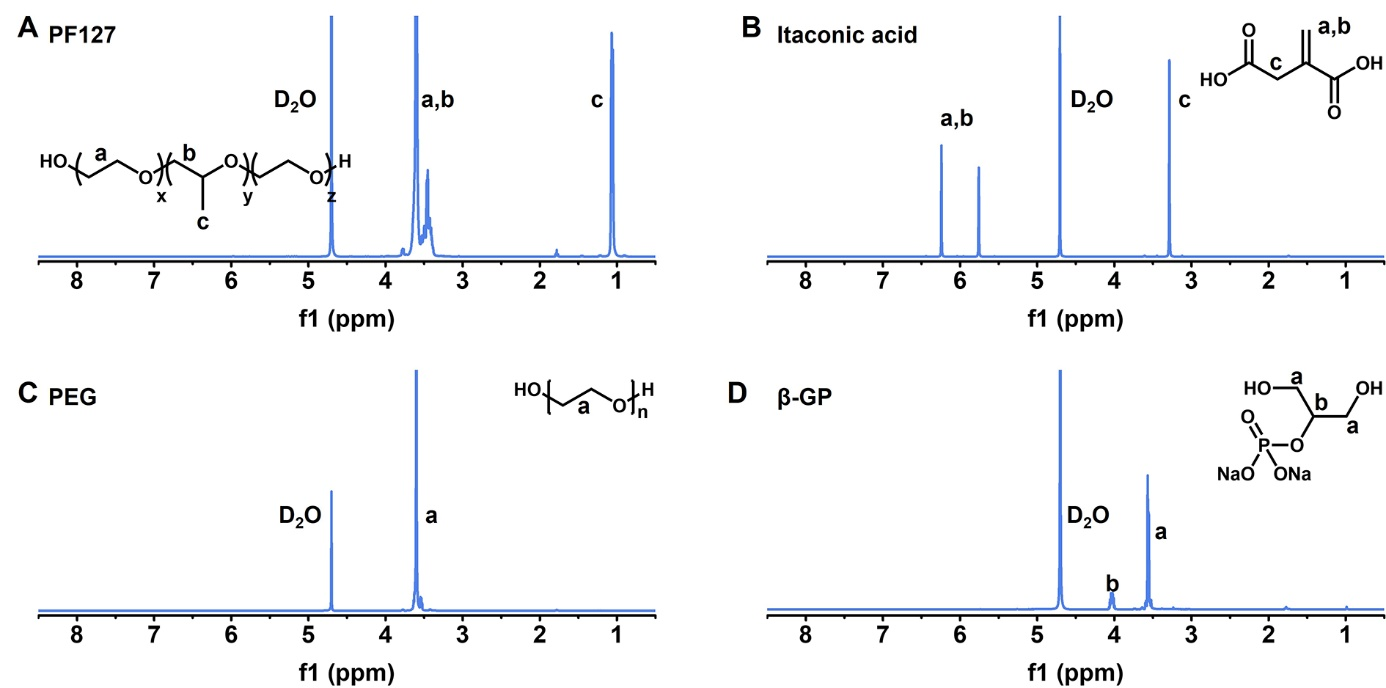 A PF127
D₂O
a,b
c
HO
a
b
O
O
O
H
x
y
z
c
8 7 6 5 4 3 2 1
f1 (ppm)
B Itaconic acid
a,b
D₂O
c
O
a,b
c
HO
OH
O
8 7 6 5 4 3 2 1
f1 (ppm)
C PEG
HO
a
O
H
n
D₂O
a
8 7 6 5 4 3 2 1
f1 (ppm)
D β-GP
D₂O
b
a
a
HO
OH
b
a
O
P
O
NaO
ONa
8 7 6 5 4 3 2 1
f1 (ppm)